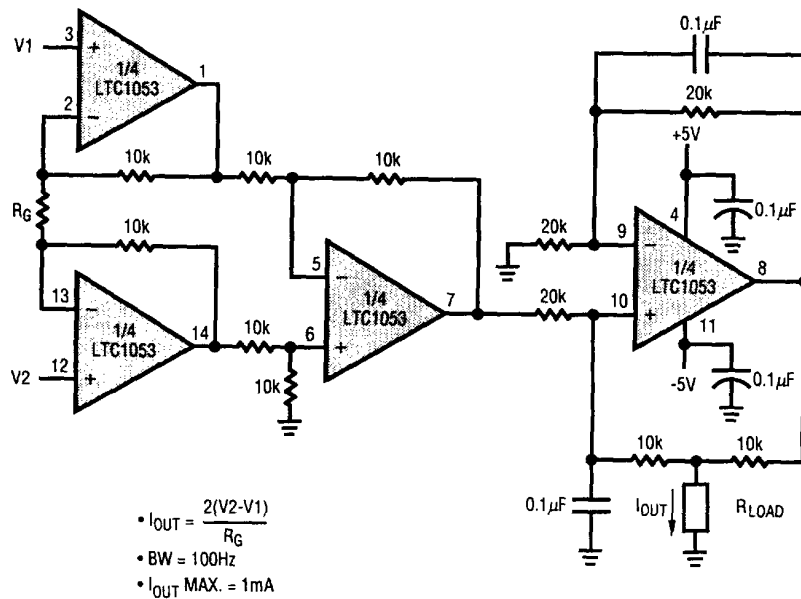 0.1µF
V1
3
+
1/4
LTC1053
1
2
−
20k
+5V
10k
10k
10k
RG
10k
0.1µF
20k
9
−
4
5
−
1/4
LTC1053
8
13
−
1/4
LTC1053
7
20k
10
+
11
1/4
LTC1053
14
10k
6
+
-5V
0.1µF
V2
12
+
10k
10k
10k
0.1µF
IOUT
RLOAD
• IOUT = 2(V2-V1)
RG
• BW = 100Hz
• IOUT MAX. = 1mA